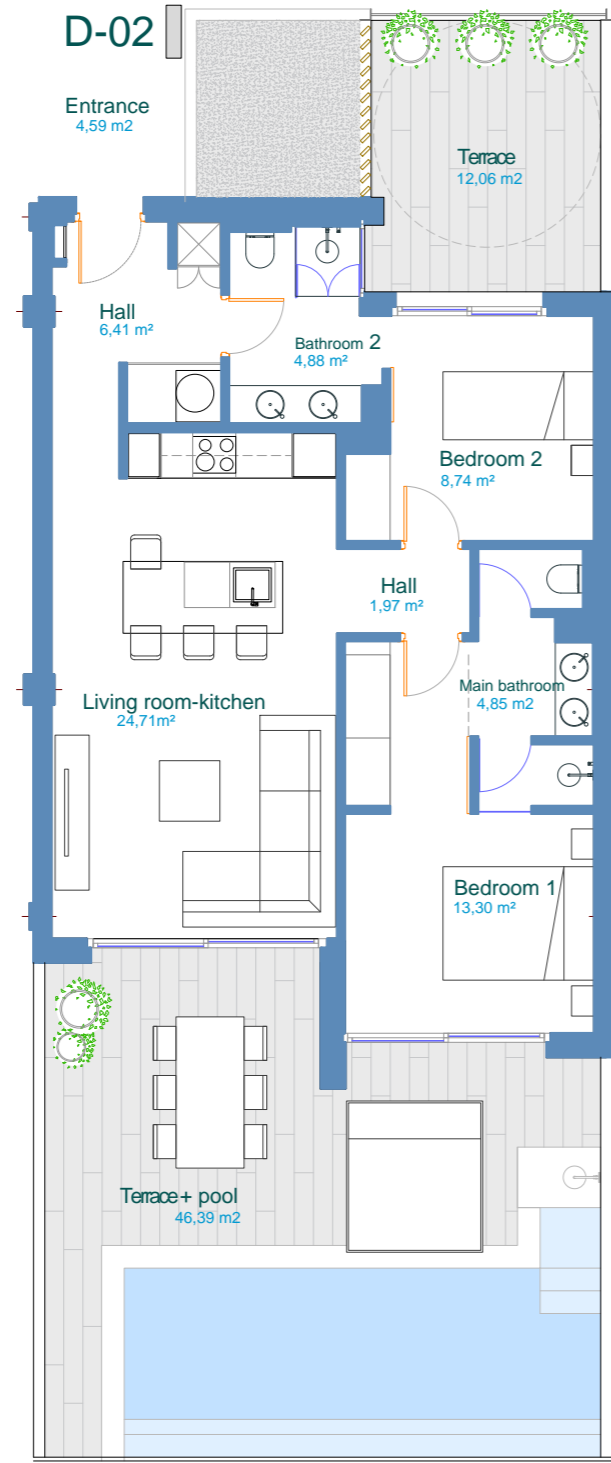 D-02
Entrance
4,59 m2
Terrace
12,06 m2
Hall
6,41 m²
Bathroom 2
4,88 m²
Bedroom 2
8,74 m²
Hall
1,97 m²
Living room-kitchen
24,71m²
Main bathroom
4,85 m2
Bedroom 1
13,30 m²
Terrace+ pool
46,39 m2